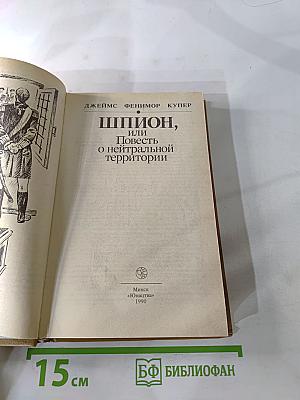 ДЖЕЙМС ФЕНИМОР КУПЕР
ШПИОН,
или
Повесть
о нейтральной
территории
Минск
«Юнацтва»
1990
15 см
БФ БИБЛИОФАН